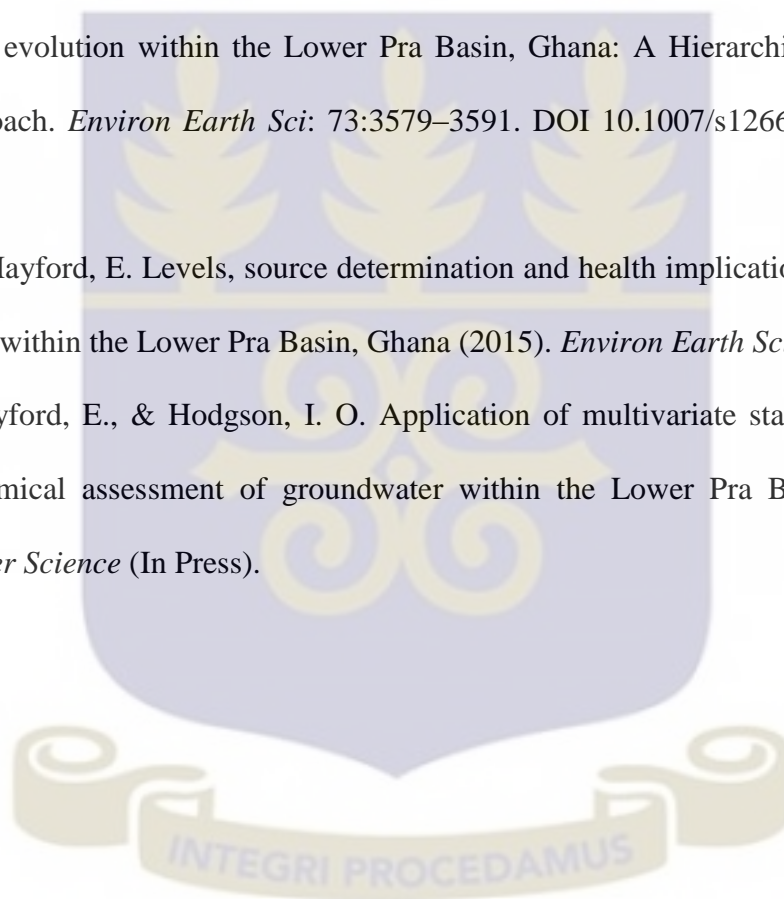 evolution within the Lower Pra Basin, Ghana: A Hierarchi
oach. Environ Earth Sci: 73:3579–3591. DOI 10.1007/s1266
Hayford, E. Levels, source determination and health implicatio
within the Lower Pra Basin, Ghana (2015). Environ Earth Sc
yford, E., & Hodgson, I. O. Application of multivariate sta
mical assessment of groundwater within the Lower Pra B
er Science (In Press).
INTEGRI PROCEDAMUS